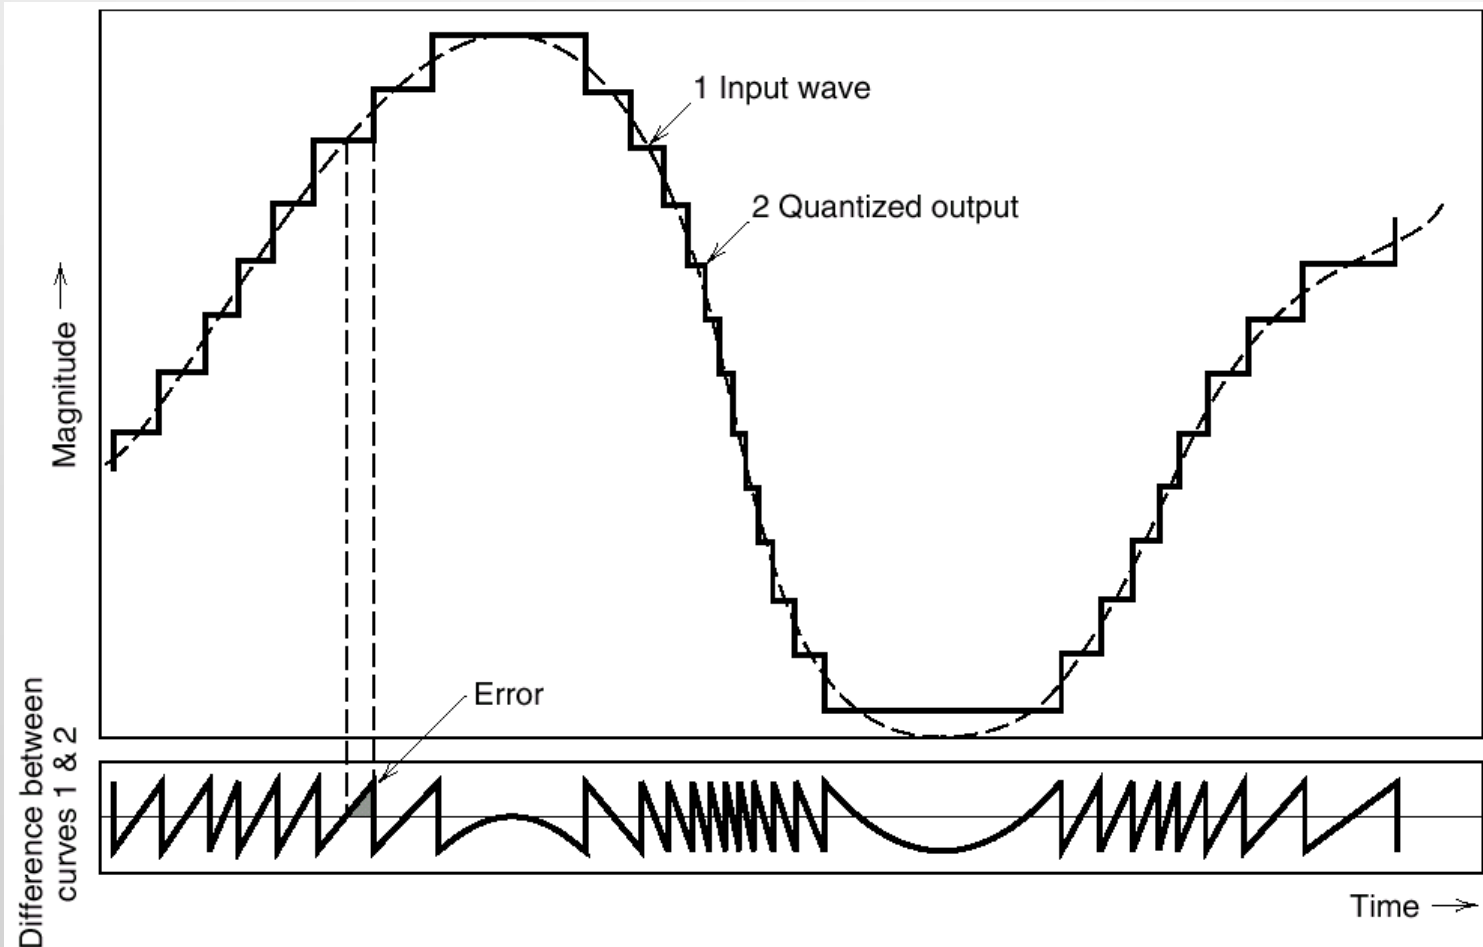 1 Input wave
2 Quantized output
Magnitude
Error
Difference between
curves 1 & 2
Time